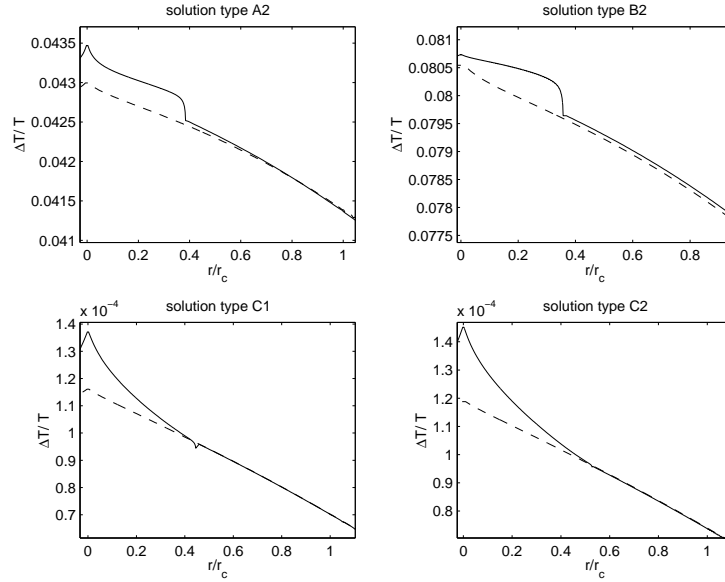 solution type A2
0.0435
0.043
0.0425
0.042
0.0415
0.041
ΔT/ T
0 0.2 0.4 0.6 0.8 1
r/r_c
solution type B2
0.081
0.0805
0.08
0.0795
0.079
0.0785
0.078
0.0775
ΔT/ T
0 0.2 0.4 0.6 0.8
r/r_c
solution type C1
x 10⁻⁴
1.4
1.3
1.2
1.1
1
0.9
0.8
0.7
ΔT/ T
0 0.2 0.4 0.6 0.8 1
r/r_c
solution type C2
x 10⁻⁴
1.4
1.3
1.2
1.1
1
0.9
0.8
ΔT/ T
0 0.2 0.4 0.6 0.8 1
r/r_c